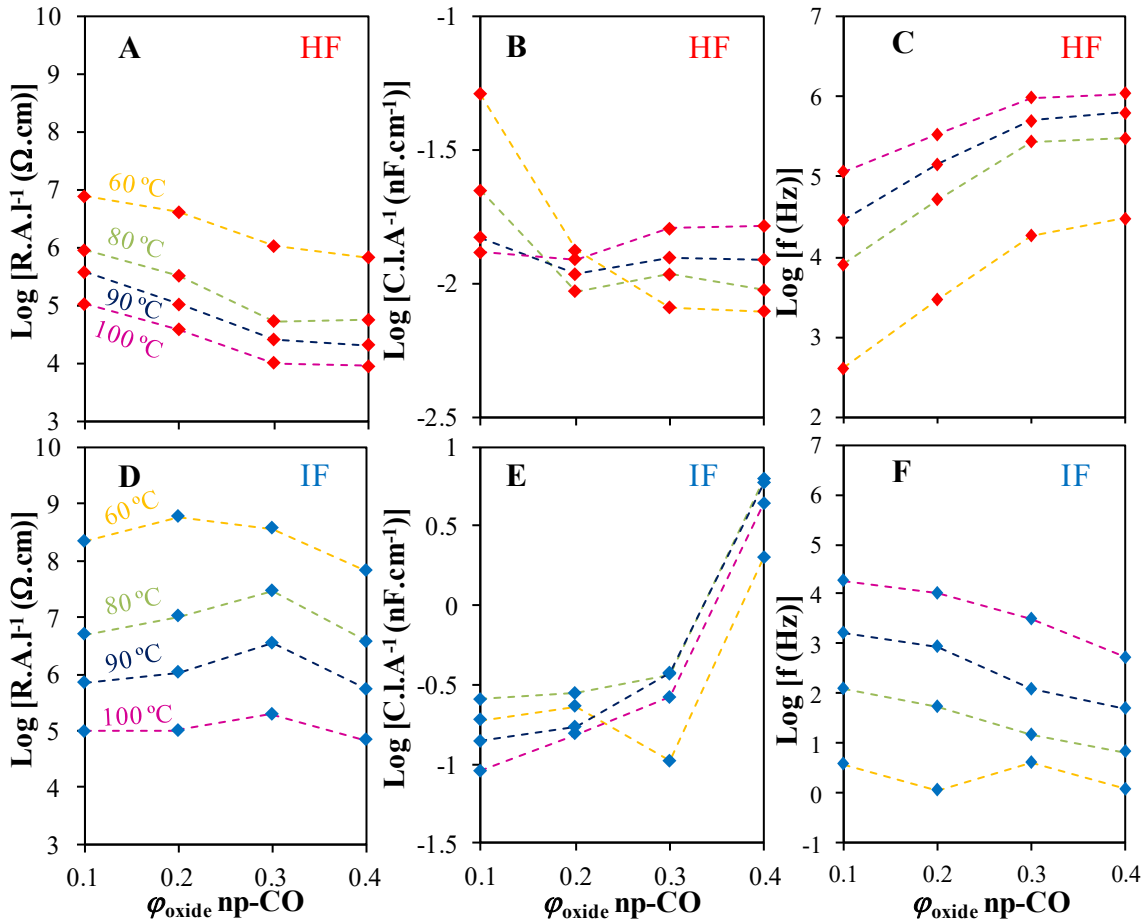 A HF
Log [R.A.l⁻¹ (Ω.cm)]
10
9
8
7
6
5
4
3
60 ºC
80 ºC
90 ºC
100 ºC
B HF
Log [C.l.A⁻¹ (nF.cm⁻¹)]
-1
-1.5
-2
-2.5
C HF
Log [f (Hz)]
7
6
5
4
3
2
D IF
Log [R.A.l⁻¹ (Ω.cm)]
10
9
8
7
6
5
4
3
60 ºC
80 ºC
90 ºC
100 ºC
0.1 0.2 0.3 0.4
φoxide np-CO
E IF
Log [C.l.A⁻¹ (nF.cm⁻¹)]
1
0.5
0
-0.5
-1
-1.5
0.1 0.2 0.3 0.4
φoxide np-CO
F IF
Log [f (Hz)]
7
6
5
4
3
2
1
0
-1
0.1 0.2 0.3 0.4
φoxide np-CO